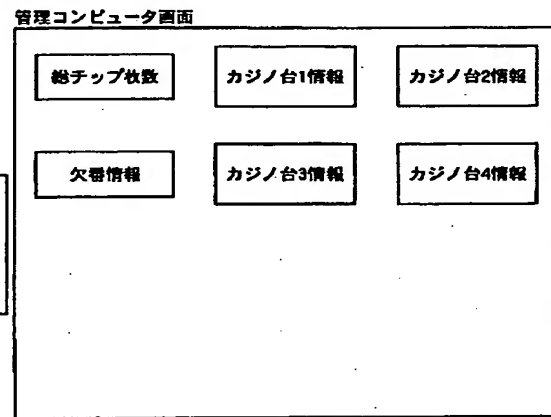 管理コンピュータ画面
総チップ枚数 カジノ台1情報 カジノ台2情報
欠番情報 カジノ台3情報 カジノ台4情報